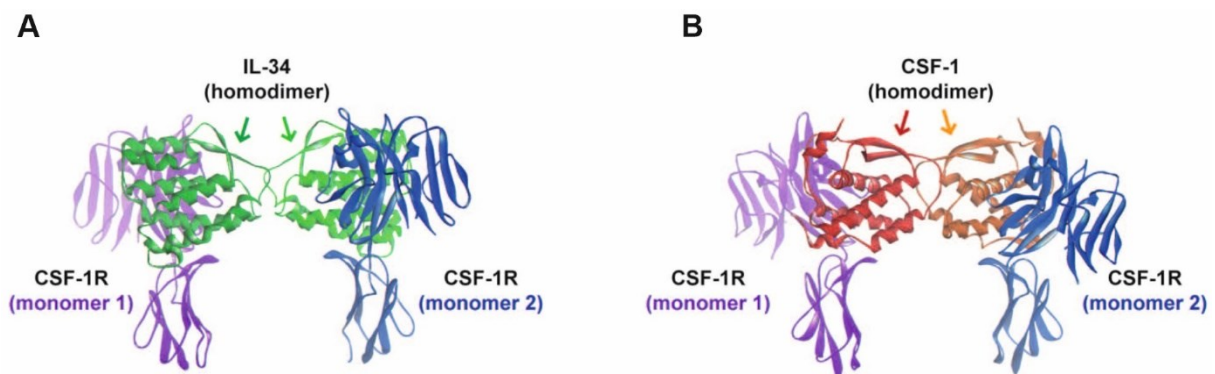 A
IL-34
(homodimer)
CSF-1R
(monomer 1)
CSF-1R
(monomer 2)
B
CSF-1
(homodimer)
CSF-1R
(monomer 1)
CSF-1R
(monomer 2)